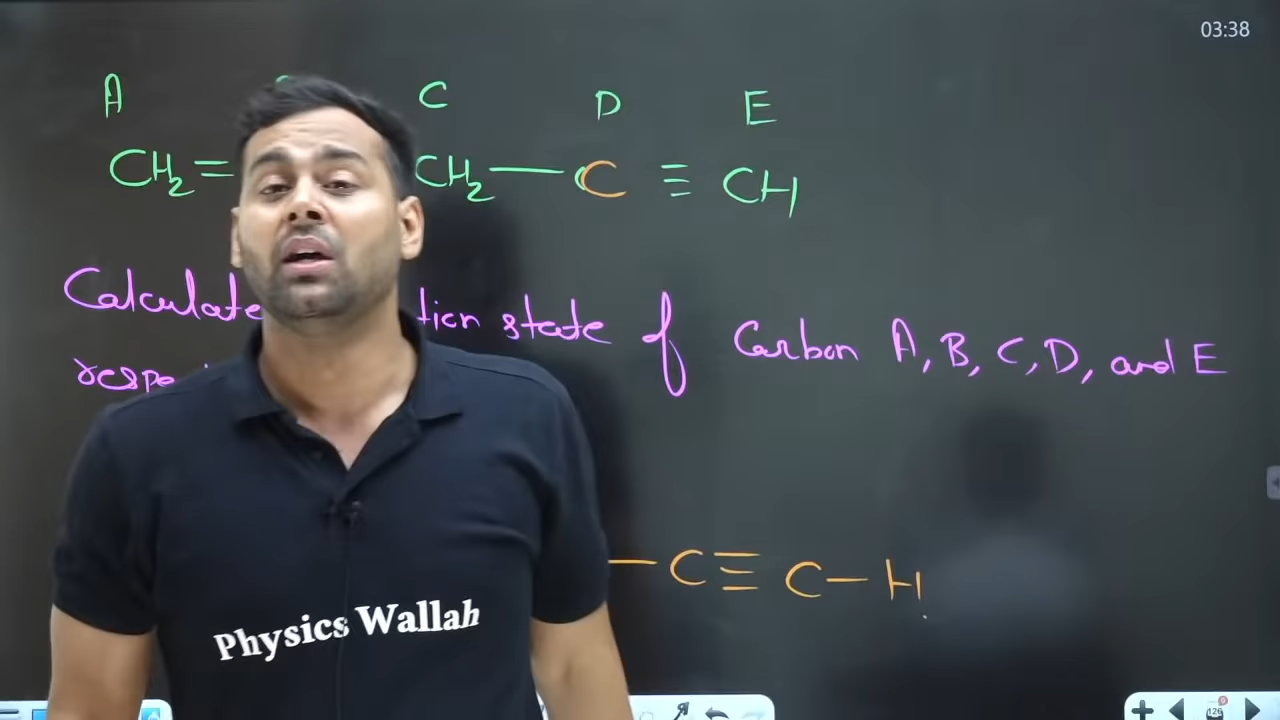 03:38
A C D E
CH₂= CH₂—C≡CH
Calculate tion state of Carbon A, B, C, D, and E
—C≡C—H
Physics Wallah